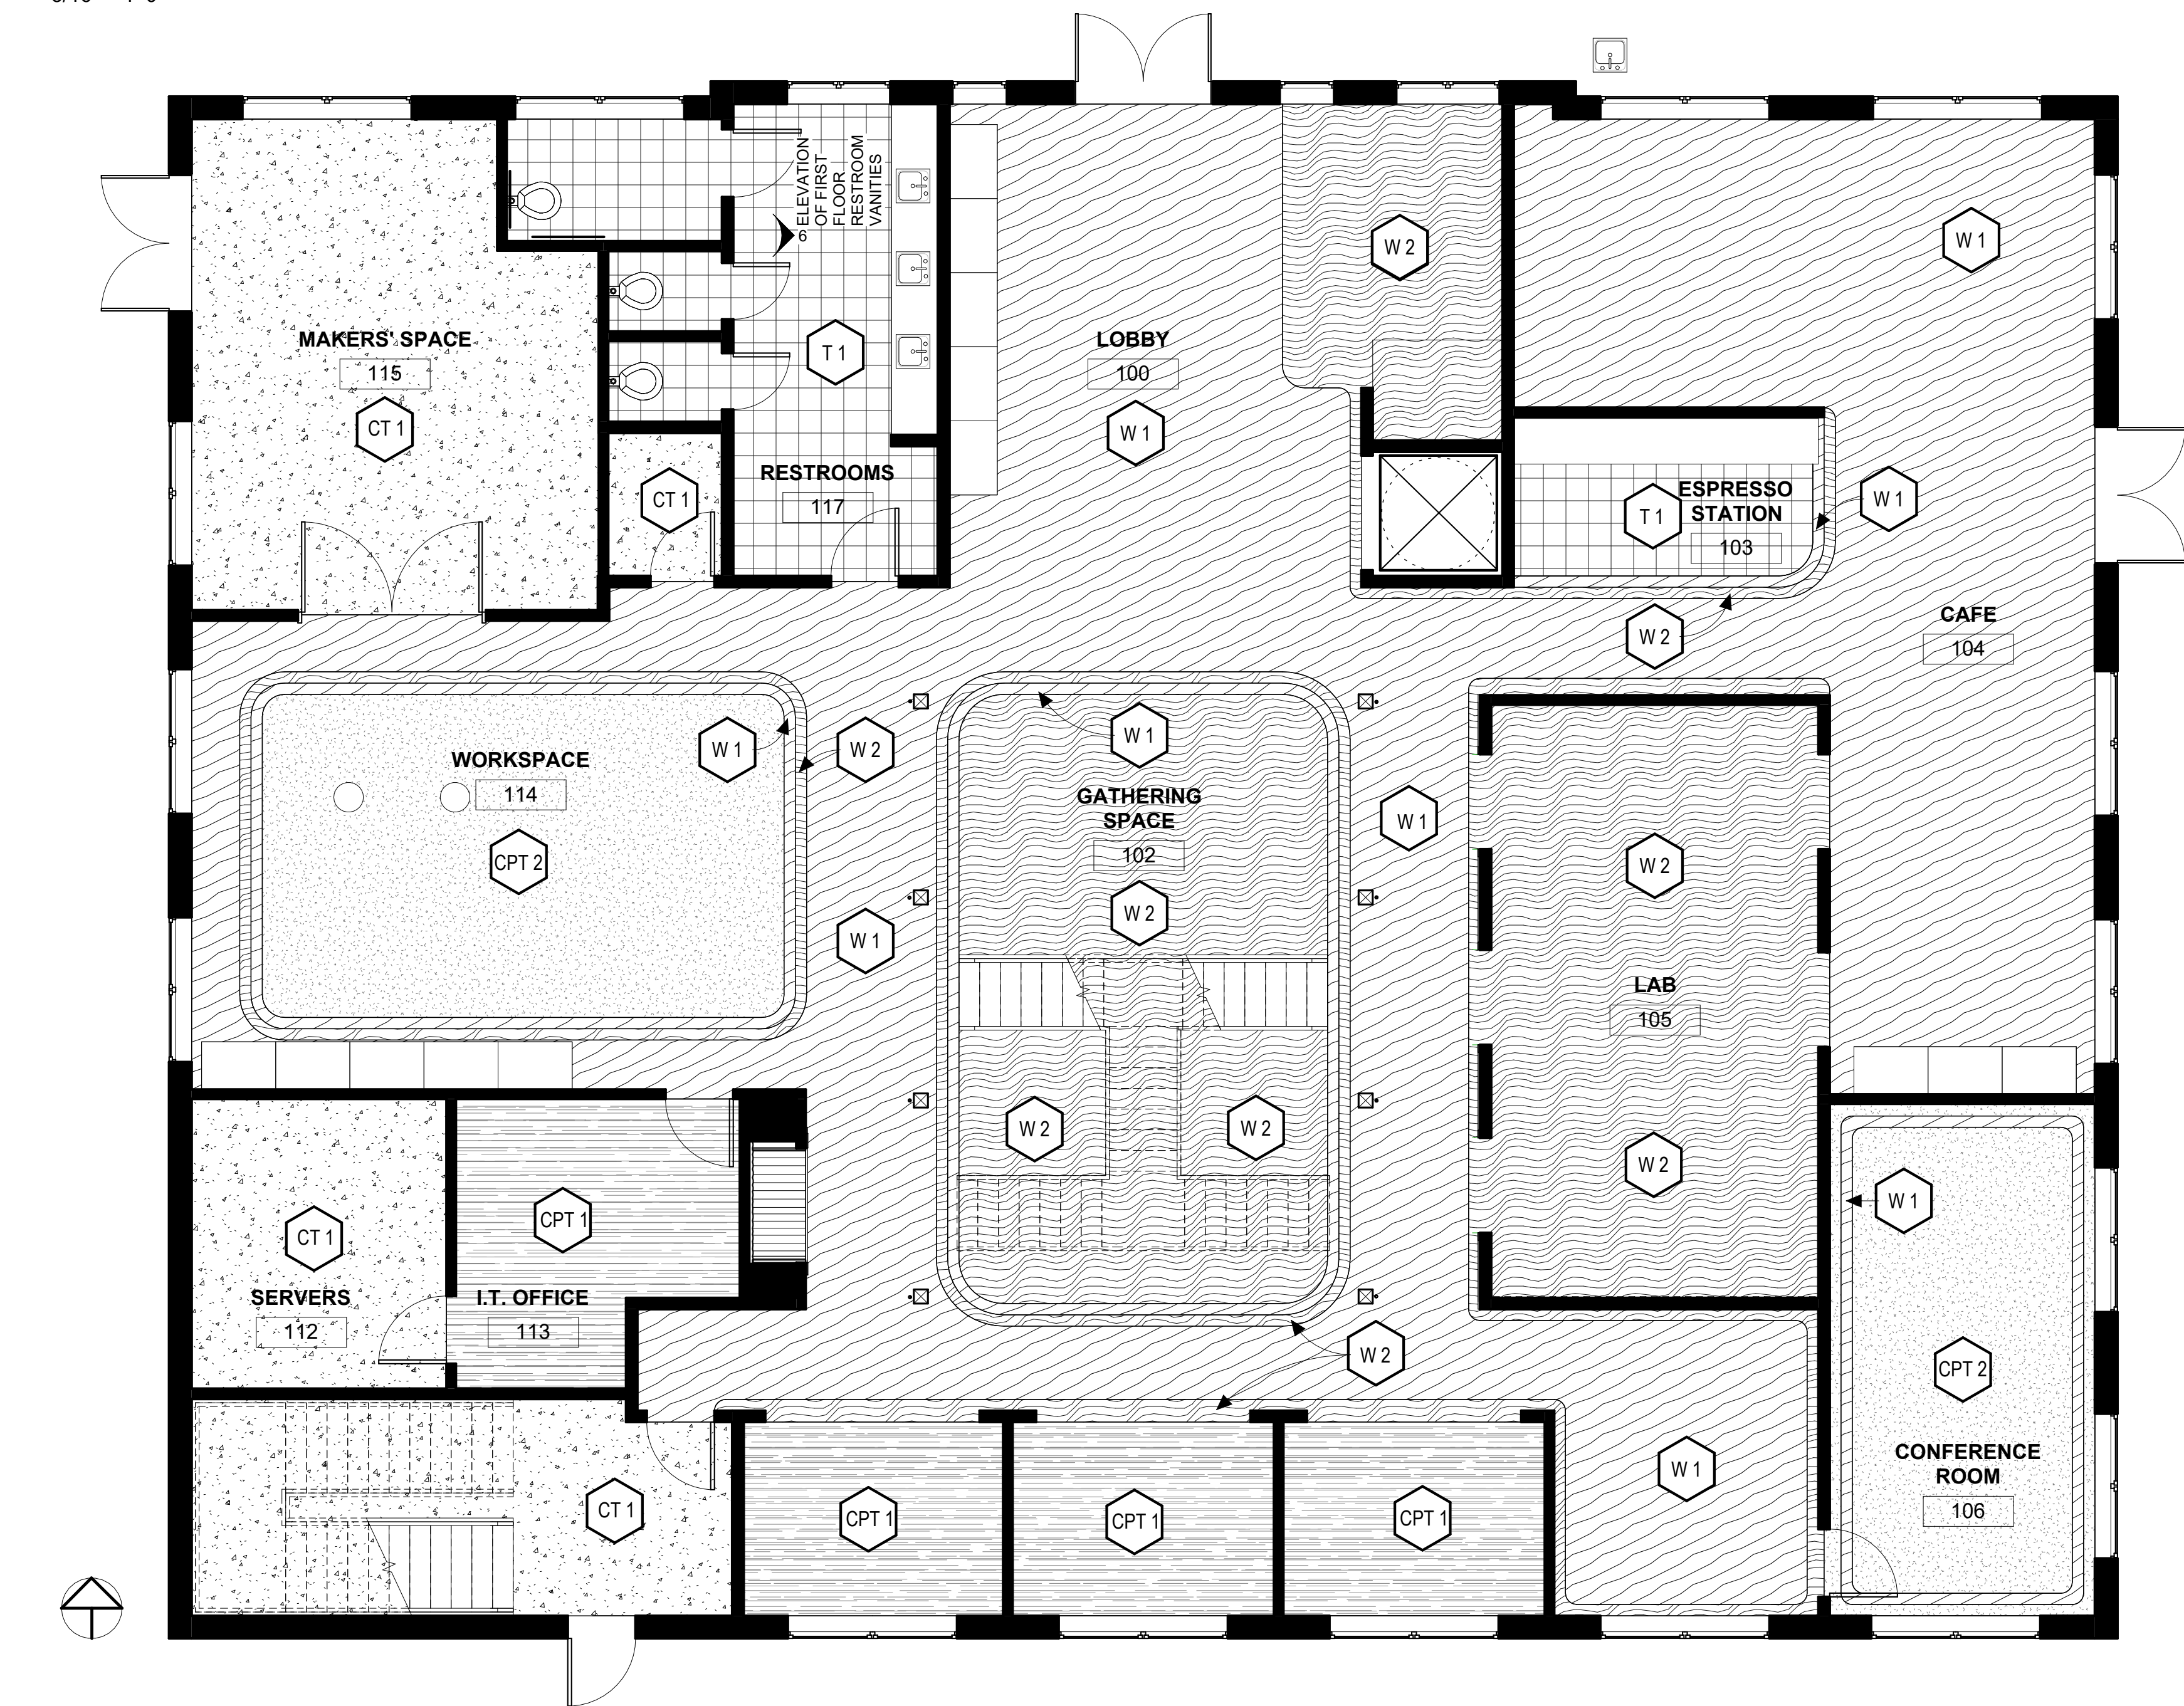 ELEVATION
OF FIRST
FLOOR
RESTROOM
VANITIES
6
W 2
W 1
MAKERS' SPACE
115
CT 1
T 1
LOBBY
100
W 1
RESTROOMS
117
CT 1
ESPRESSO
STATION
103
T 1
W 1
W 2
CAFE
104
WORKSPACE
114
CPT 2
W 1
W 2
W 1
W 1
GATHERING
SPACE
102
W 2
W 1
W 2
LAB
105
W 2
W 2
W 2
W 1
CT 1
SERVERS
112
CPT 1
I.T. OFFICE
113
W 2
CPT 2
CONFERENCE
ROOM
106
W 1
CT 1
CPT 1
CPT 1
CPT 1